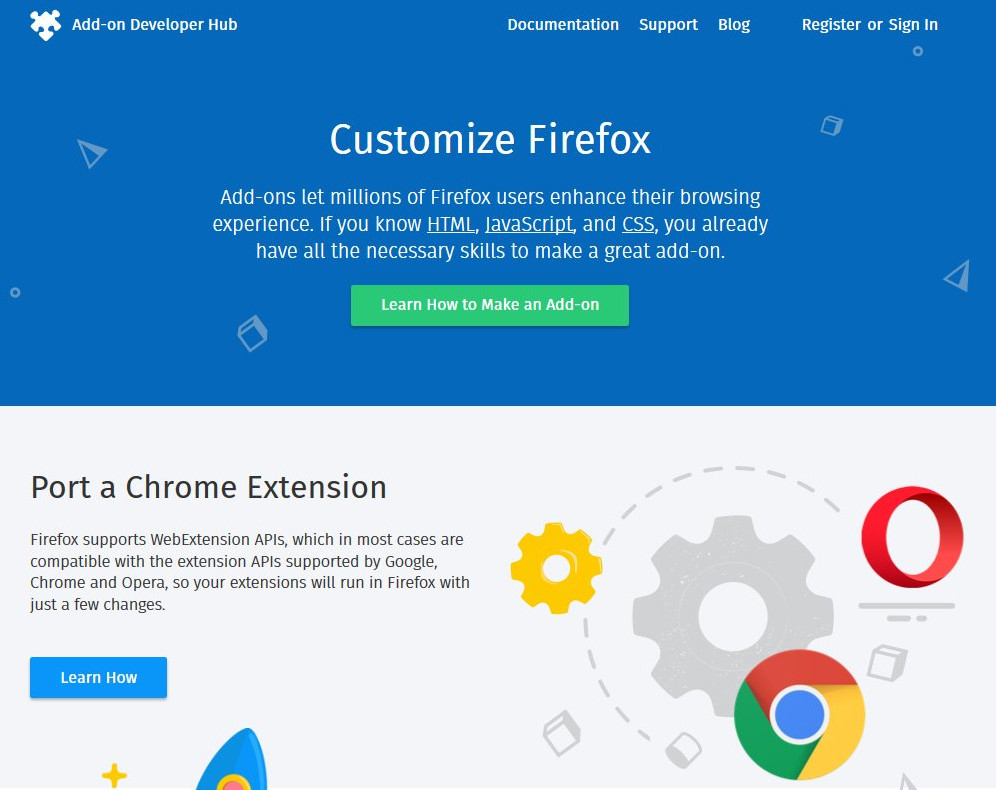 Add-on Developer Hub
Documentation Support Blog Register or Sign In
Customize Firefox
Add-ons let millions of Firefox users enhance their browsing
experience. If you know HTML, JavaScript, and CSS, you already
have all the necessary skills to make a great add-on.
Learn How to Make an Add-on
Port a Chrome Extension
Firefox supports WebExtension APIs, which in most cases are
compatible with the extension APIs supported by Google,
Chrome and Opera, so your extensions will run in Firefox with
just a few changes.
Learn How